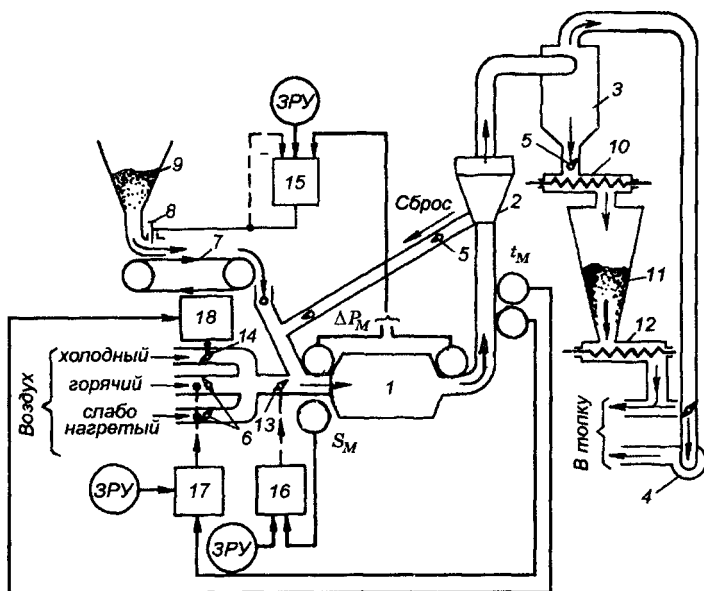 3
ЗРУ
5
10
9
15
8
2
Сброс
7
5
t_M
11
ΔP_M
12
18
14
холодный
горячий
слабо
нагретый
Воздух
6
13
1
S_M
В топку
ЗРУ
17
16
4
ЗРУ